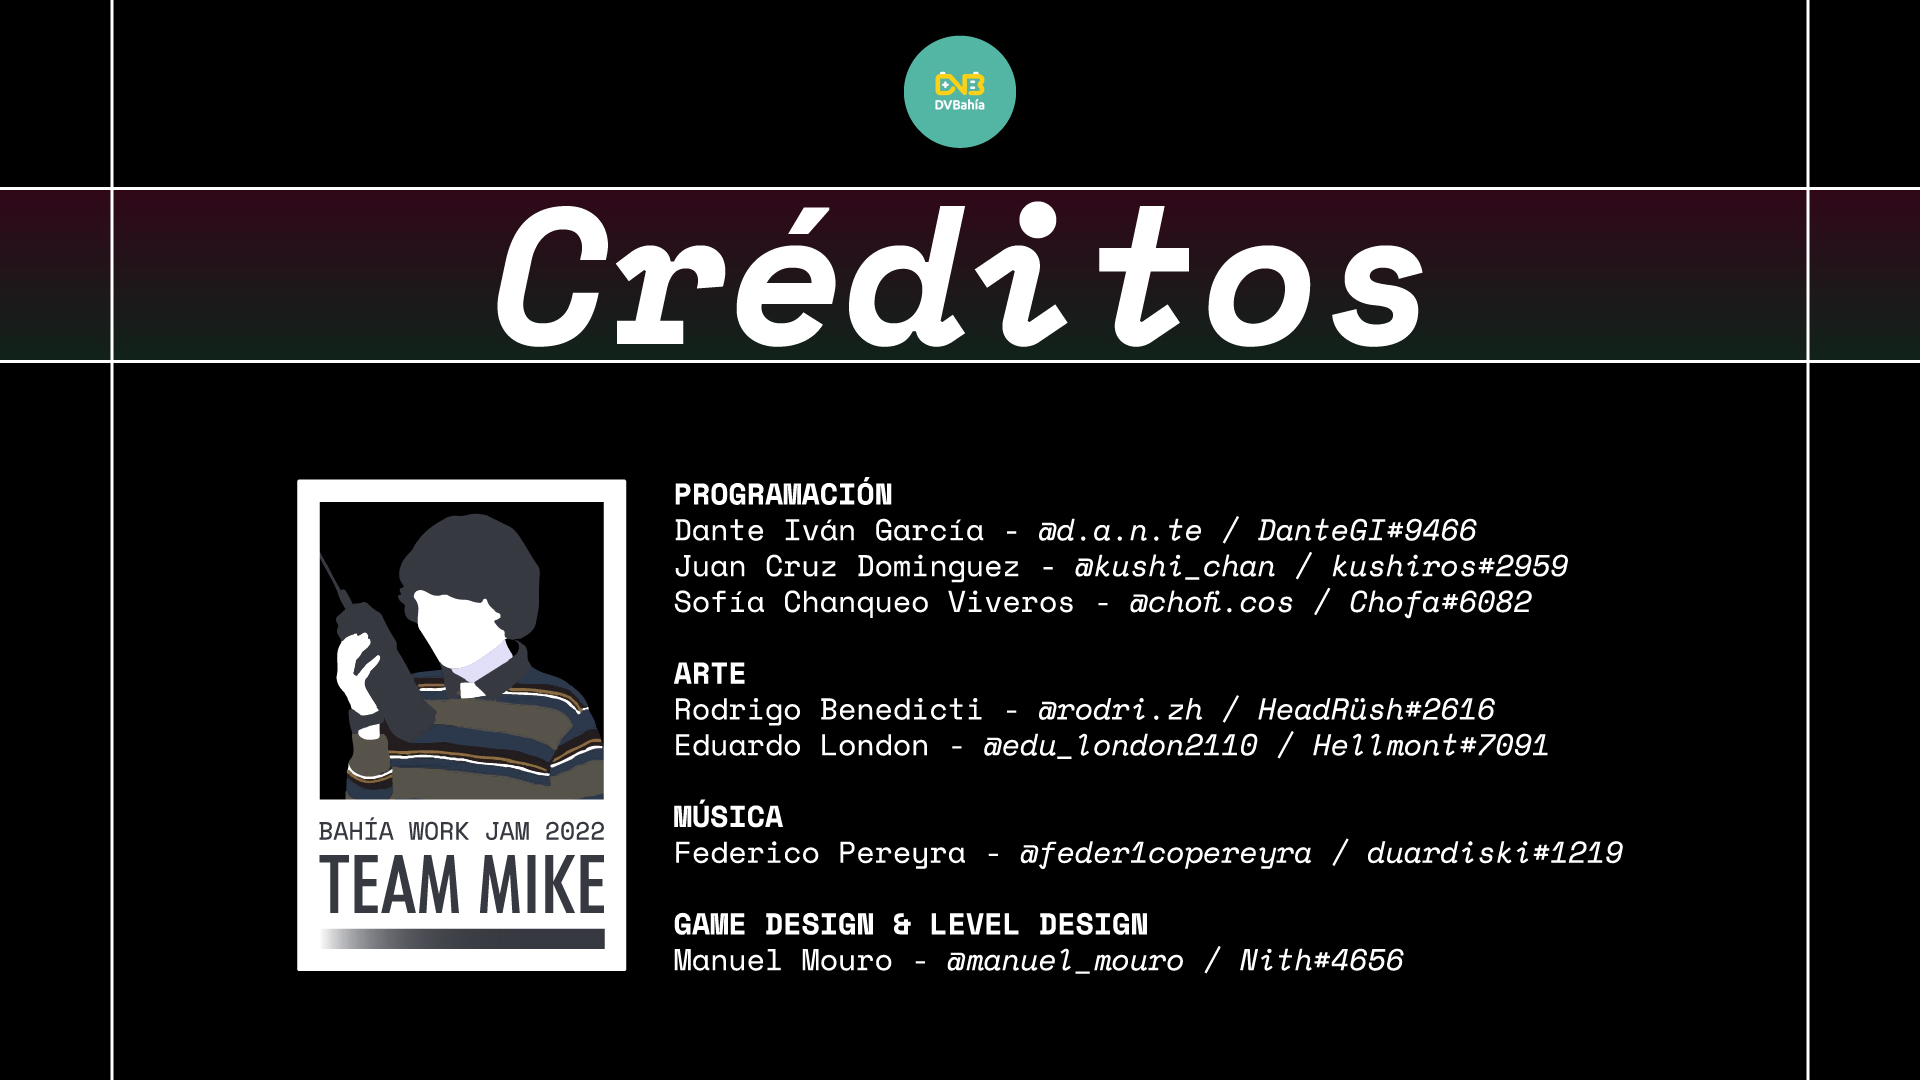 DVB
DVBahía
Créditos
BAHÍA WORK JAM 2022
TEAM MIKE
PROGRAMACIÓN
Dante Iván García - @d.a.n.te / DanteGI#9466
Juan Cruz Dominguez - @kushi_chan / kushiros#2959
Sofía Chanqueo Viveros - @chofi.cos / Chofa#6082
ARTE
Rodrigo Benedicti - @rodri.zh / HeadRüsh#2616
Eduardo London - @edu_london2110 / Hellmont#7091
MÚSICA
Federico Pereyra - @feder1copereyra / duardiski#1219
GAME DESIGN & LEVEL DESIGN
Manuel Mouro - @manuel_mouro / Nith#4656